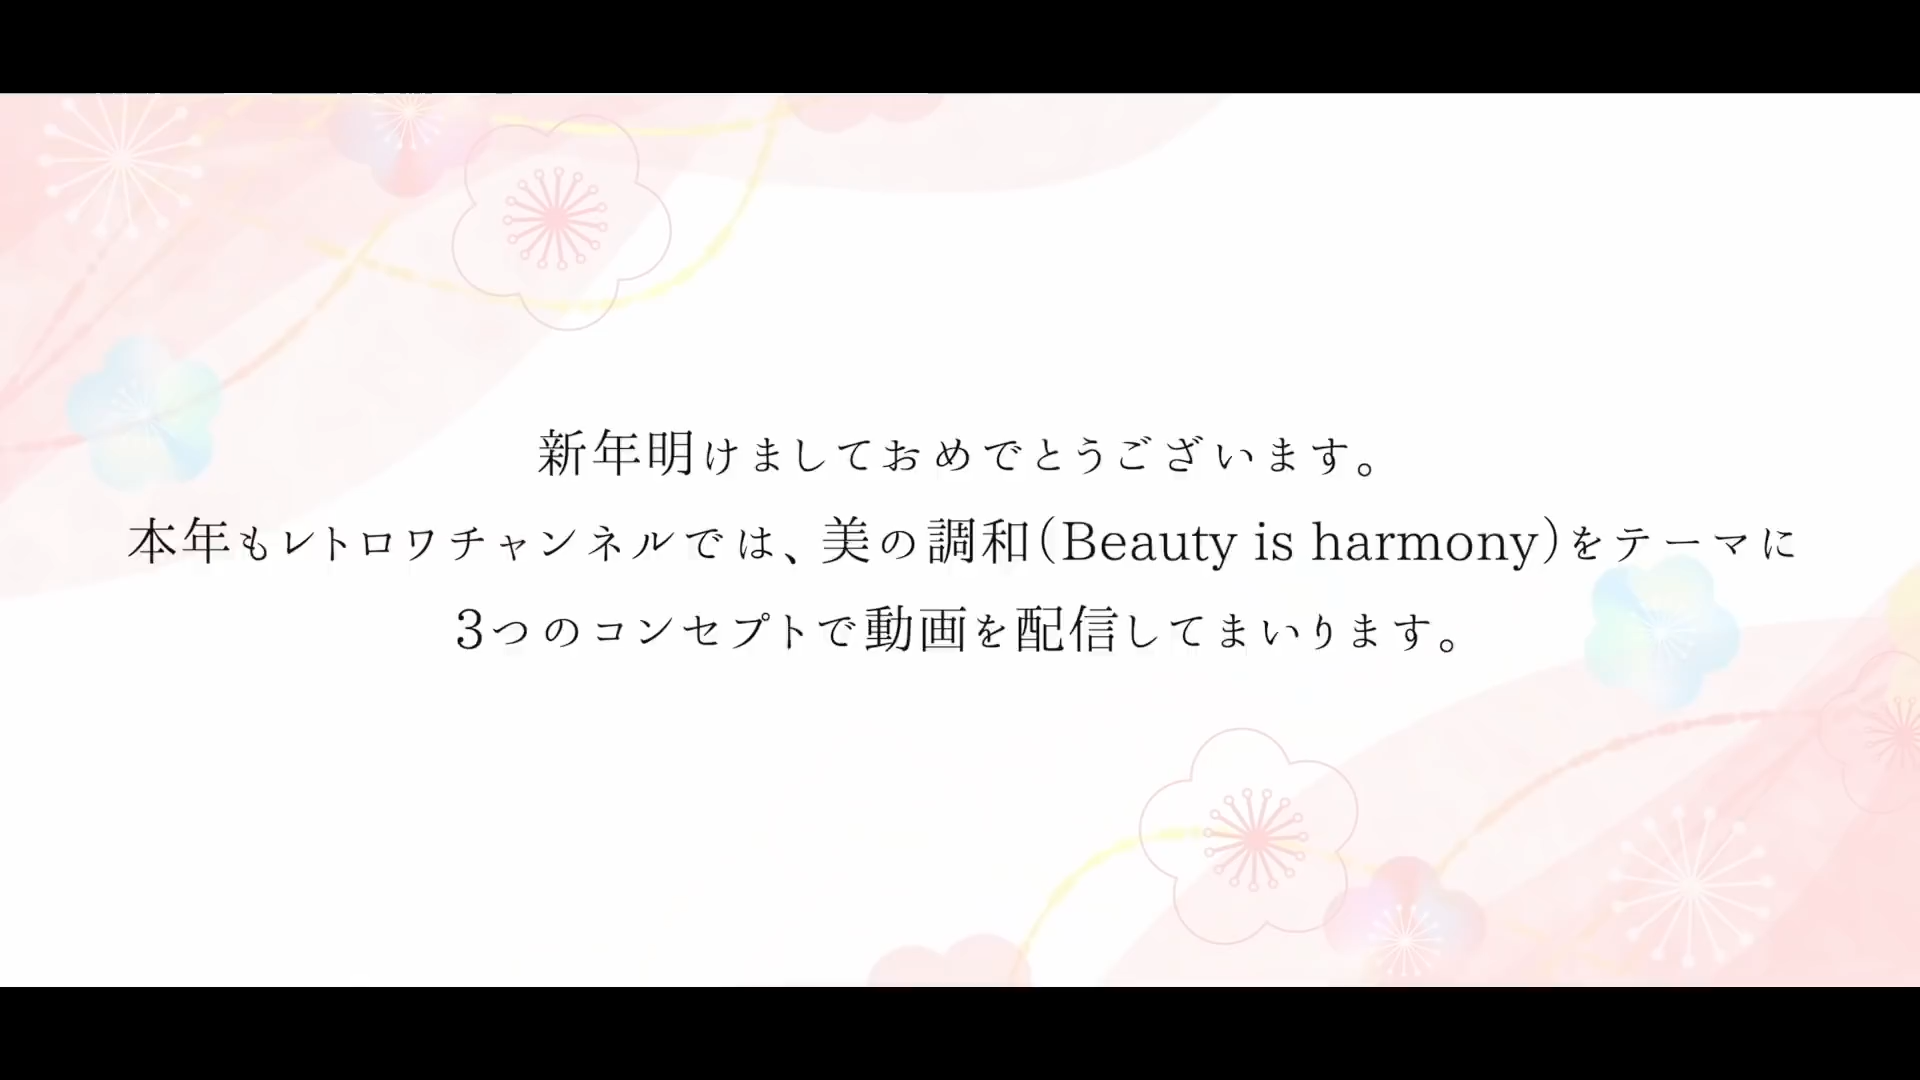 新年明けましておめでとうございます。
本年もレトロワチャンネルでは、美の調和(Beauty is harmony)をテーマに
3つのコンセプトで動画を配信してまいります。